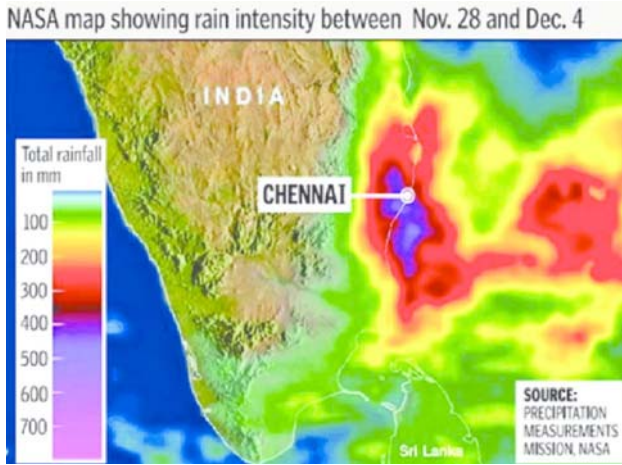 NASA map showing rain intensity between Nov. 28 and Dec. 4
INDIA
Total rainfall
in mm
100
200
300
400
500
600
700
CHENNAI
Sri Lanka
SOURCE:
PRECIPITATION
MEASUREMENTS
MISSION, NASA